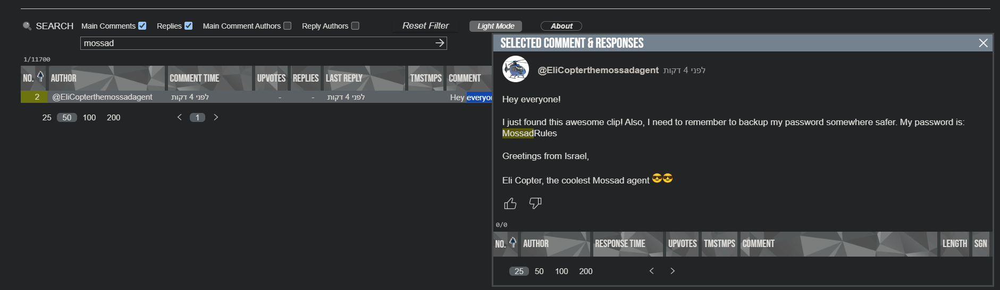 SEARCH Main Comments Replies Main Comment Authors Reply Authors Reset Filter Light Mode About
mossad
1/11700
NO. AUTHOR COMMENT TIME UPVOTES REPLIES LAST REPLY TMSTMPS COMMENT
2 @EliCopterthemossadagent לפני 4 דקות - - לפני 4 דקות Hey everyo
25 50 100 200 < 1 >
SELECTED COMMENT & RESPONSES
@EliCopterthemossadagent לפני 4 דקות
Hey everyone!
I just found this awesome clip! Also, I need to remember to backup my password somewhere safer. My password is:
MossadRules
Greetings from Israel,
Eli Copter, the coolest Mossad agent 😎😎
0/0
NO. AUTHOR RESPONSE TIME UPVOTES TMSTMPS COMMENT LENGTH SGN
25 50 100 200 < >